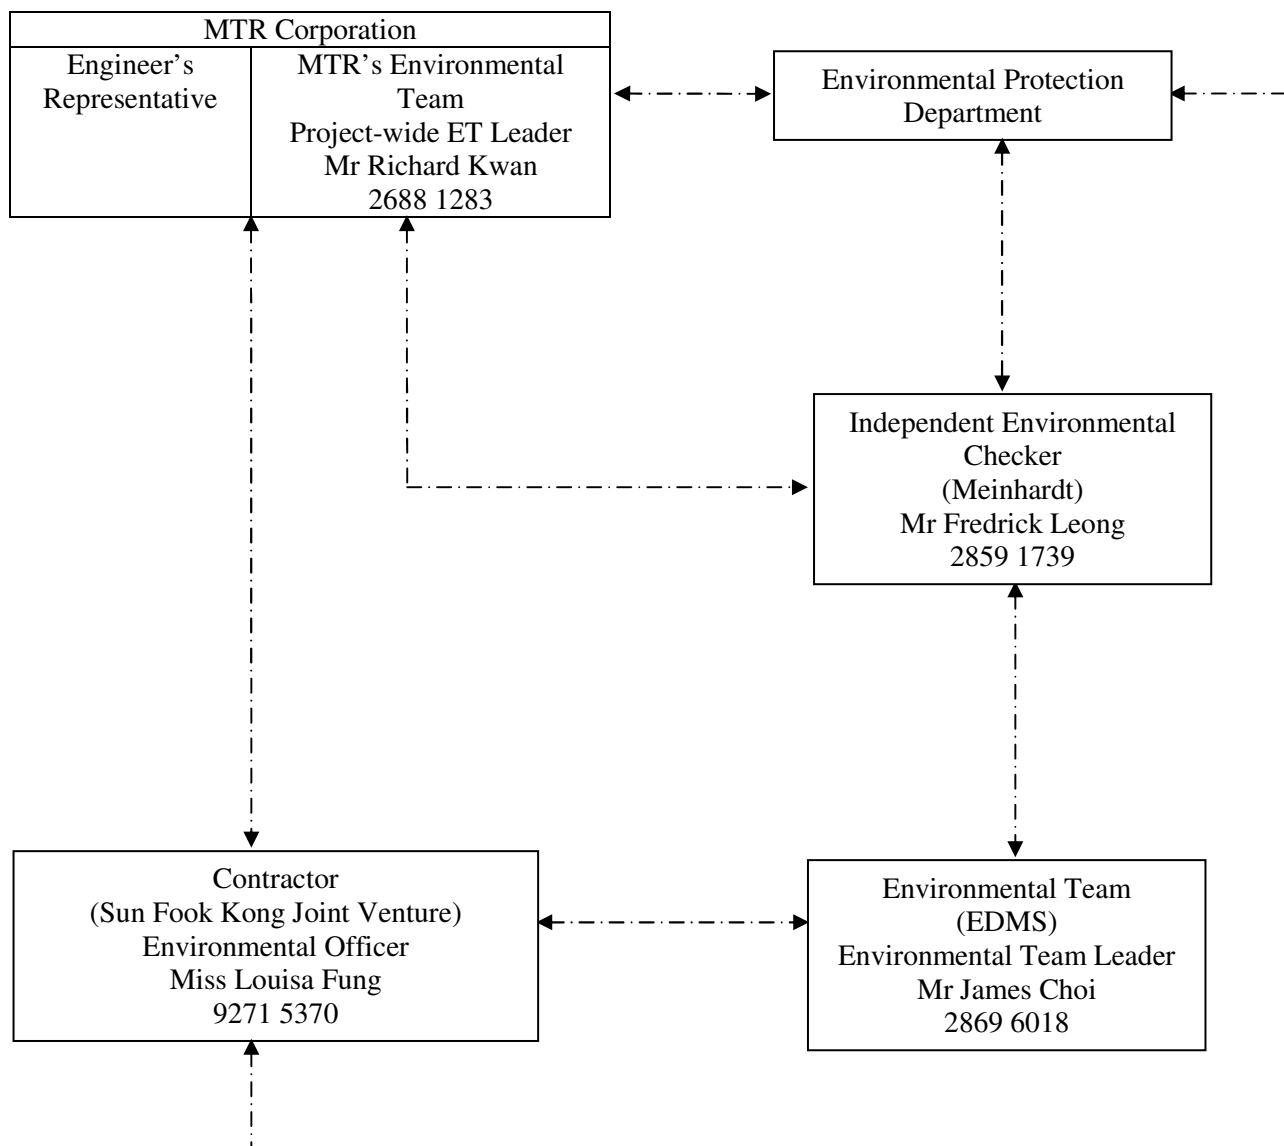 MTR Corporation
Engineer's
Representative
MTR's Environmental
Team
Project-wide ET Leader
Mr Richard Kwan
2688 1283
Environmental Protection
Department
Independent Environmental
Checker
(Meinhardt)
Mr Fredrick Leong
2859 1739
Contractor
(Sun Fook Kong Joint Venture)
Environmental Officer
Miss Louisa Fung
9271 5370
Environmental Team
(EDMS)
Environmental Team Leader
Mr James Choi
2869 6018